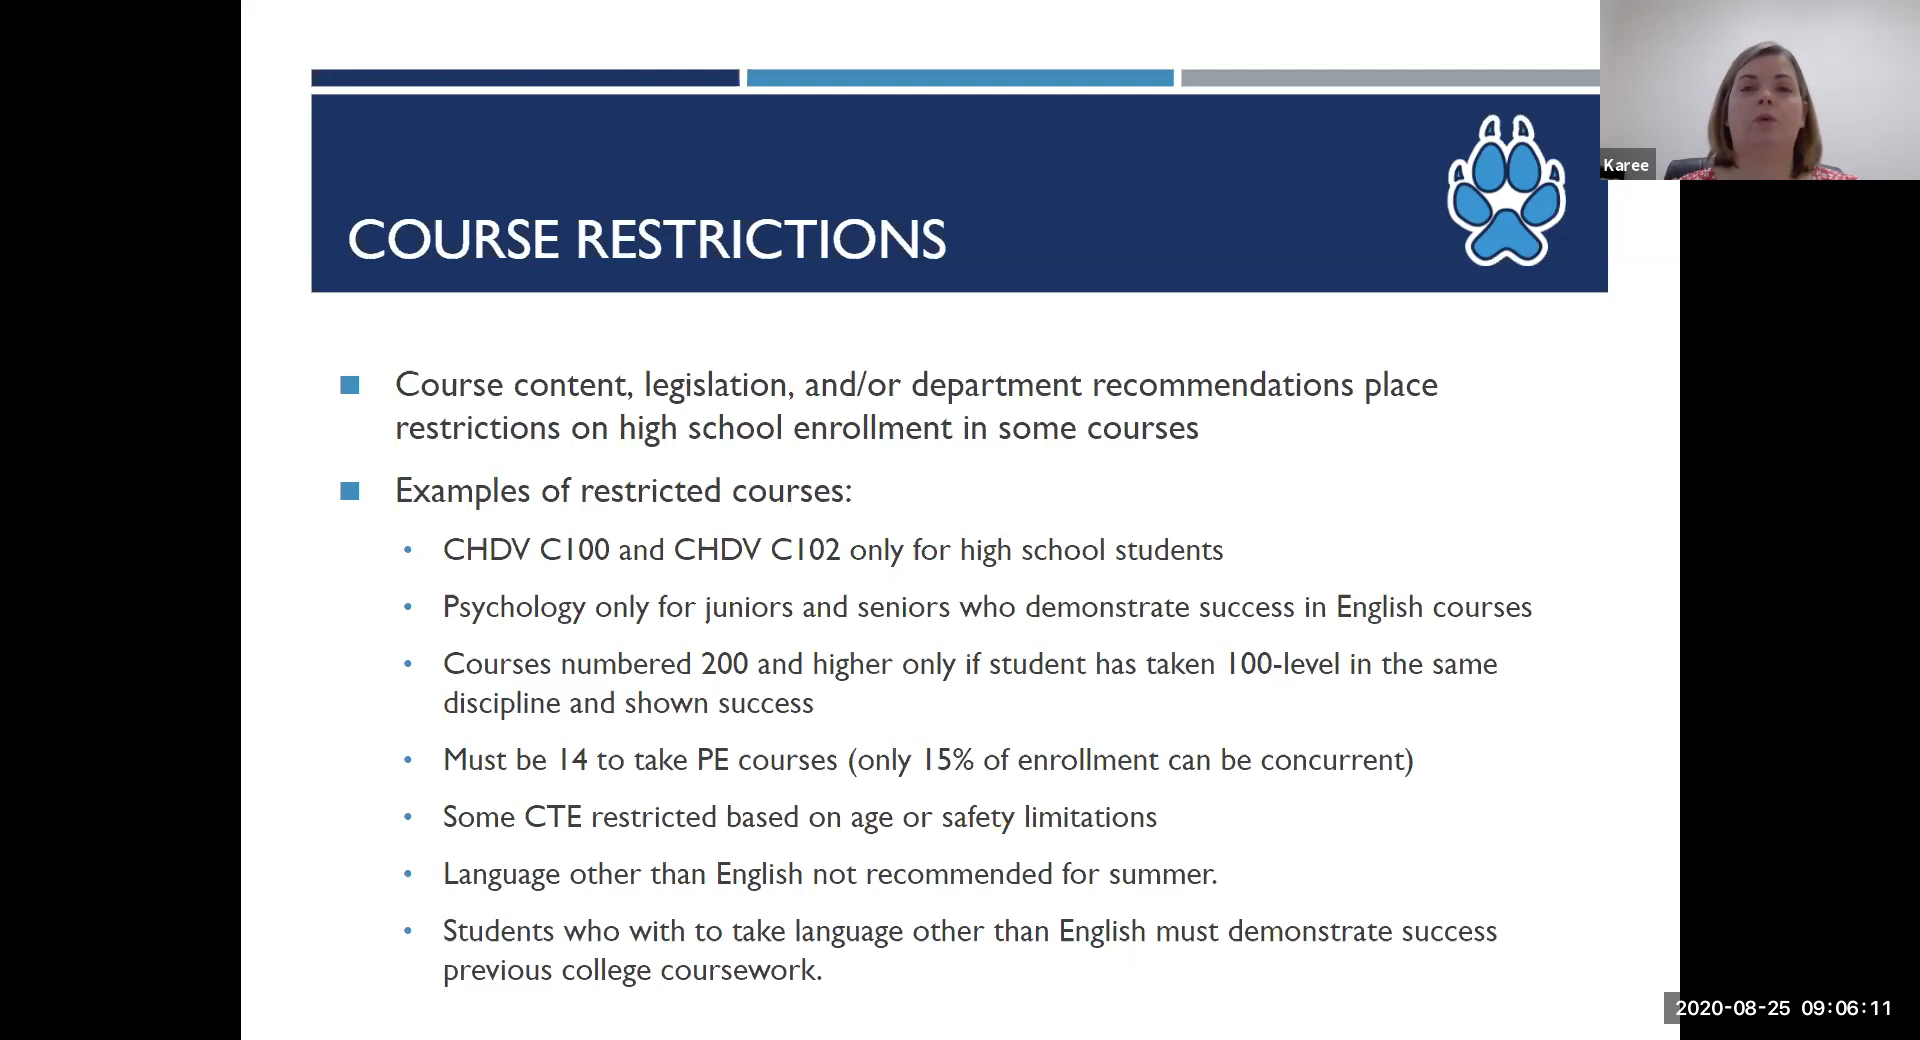 Karee
COURSE RESTRICTIONS
Course content, legislation, and/or department recommendations place
restrictions on high school enrollment in some courses
Examples of restricted courses:
CHDV C100 and CHDV C102 only for high school students
Psychology only for juniors and seniors who demonstrate success in English courses
Courses numbered 200 and higher only if student has taken 100-level in the same
discipline and shown success
Must be 14 to take PE courses (only 15% of enrollment can be concurrent)
Some CTE restricted based on age or safety limitations
Language other than English not recommended for summer.
Students who with to take language other than English must demonstrate success
previous college coursework.
2020-08-25 09:06:11